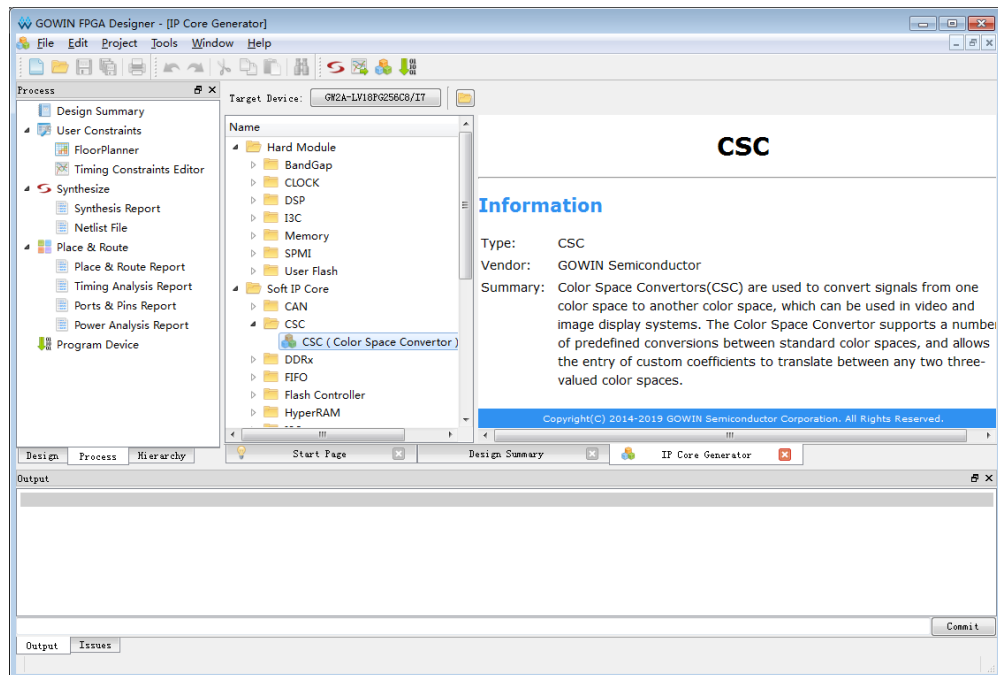 GOWIN FPGA Designer - [IP Core Generator]
File Edit Project Tools Window Help
Process
Target Device: GW2A-LV18PG256C8/I7
Design Summary
User Constraints
FloorPlanner
Timing Constraints Editor
Synthesize
Synthesis Report
Netlist File
Place & Route
Place & Route Report
Timing Analysis Report
Ports & Pins Report
Power Analysis Report
Program Device
Name
Hard Module
BandGap
CLOCK
DSP
I3C
Memory
SPMI
User Flash
Soft IP Core
CAN
CSC
CSC ( Color Space Convertor )
DDRx
FIFO
Flash Controller
HyperRAM
CSC
Information
Type: CSC
Vendor: GOWIN Semiconductor
Summary: Color Space Convertors(CSC) are used to convert signals from one
color space to another color space, which can be used in video and
image display systems. The Color Space Convertor supports a number
of predefined conversions between standard color spaces, and allows
the entry of custom coefficients to translate between any two three-
valued color spaces.
Copyright(C) 2014-2019 GOWIN Semiconductor Corporation. All Rights Reserved.
Design Process Hierarchy
Start Page Design Summary IP Core Generator
Output
Commit
Output Issues